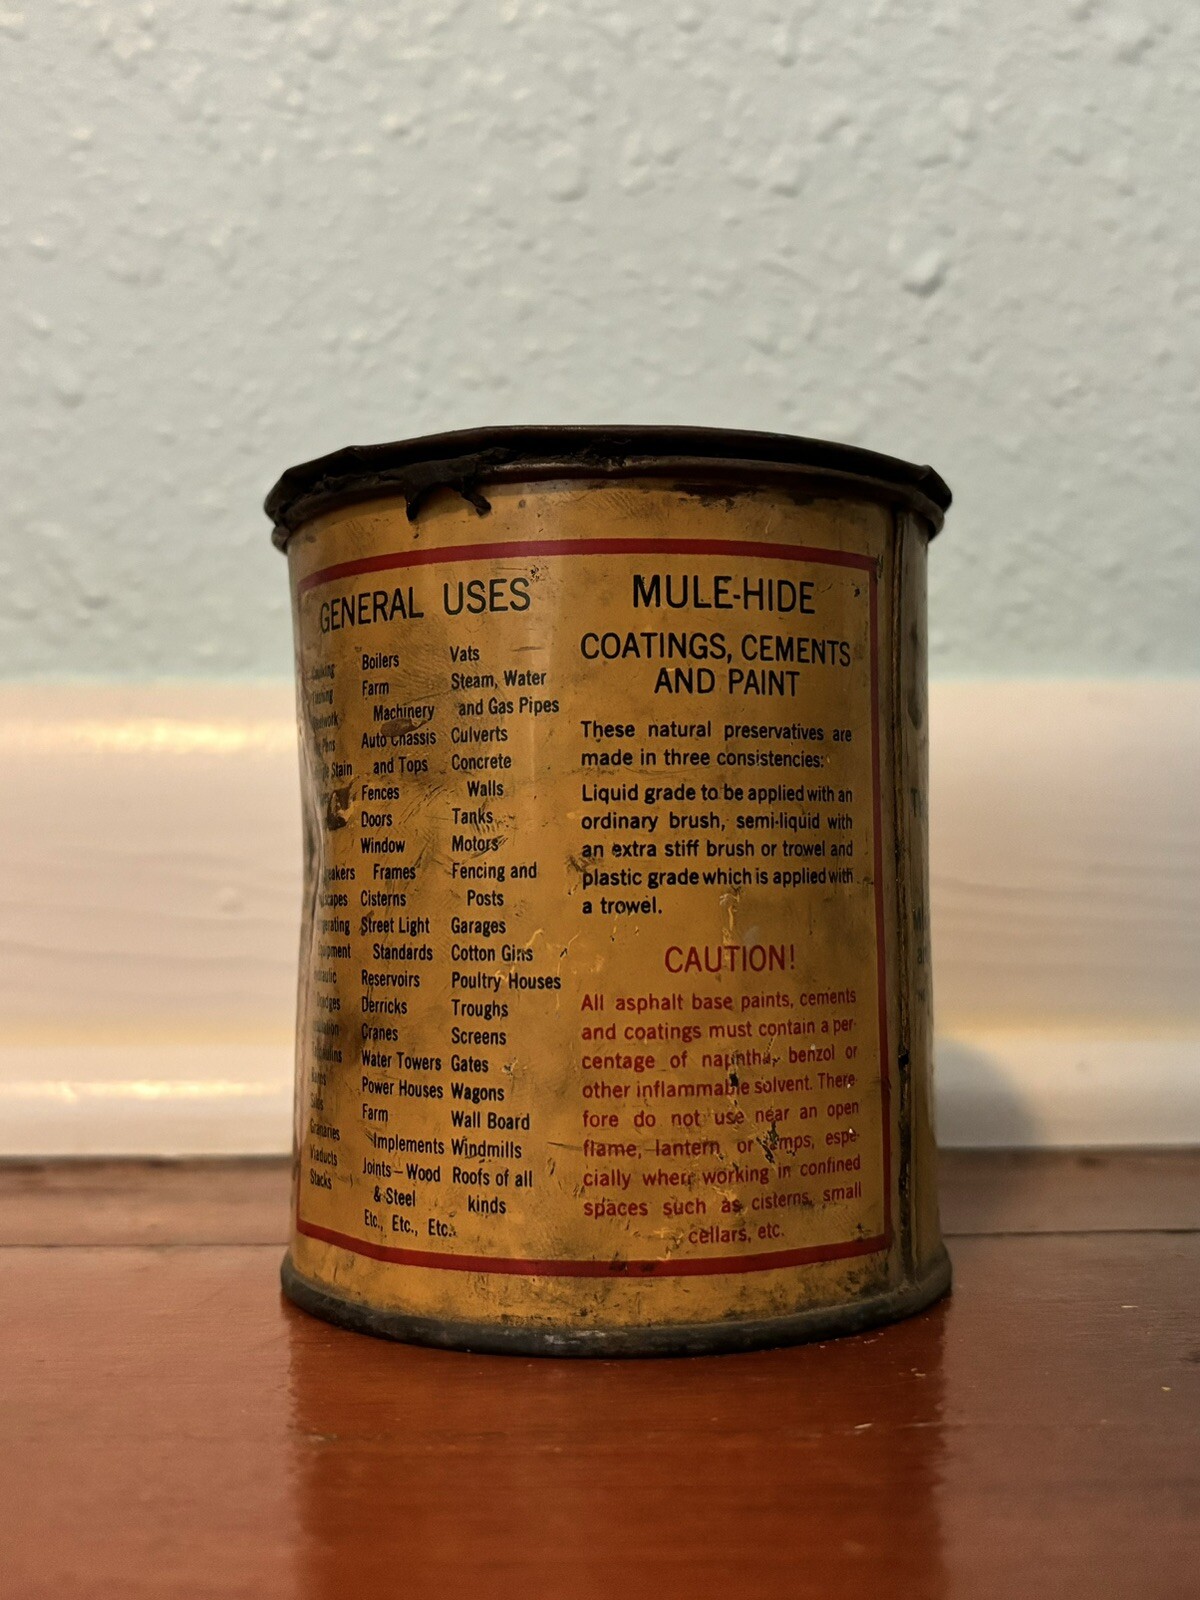 GENERAL USES
Stain
Equipment
Granaries
Viaducts
Stacks
Boilers
Farm
Machinery
Auto Chassis
and Tops
Fences
Doors
Window
Frames
Cisterns
Street Light
Standards
Reservoirs
Derricks
Cranes
Water Towers
Power Houses
Farm
Implements
Joints—Wood
& Steel
Etc., Etc., Etc.
Vats
Steam, Water
and Gas Pipes
Culverts
Concrete
Walls
Tanks
Motors
Fencing and
Posts
Garages
Cotton Gins
Poultry Houses
Troughs
Screens
Gates
Wagons
Wall Board
Windmills
Roofs of all
kinds
MULE-HIDE
COATINGS, CEMENTS
AND PAINT
These natural preservatives are
made in three consistencies:
Liquid grade to be applied with an
ordinary brush, semi-liquid with
an extra stiff brush or trowel and
plastic grade which is applied with
a trowel.
CAUTION!
All asphalt base paints, cements
and coatings must contain a per-
centage of naphtha, benzol or
other inflammable solvent. There-
fore do not use near an open
flame, lantern or lamps, espe-
cially when working in confined
spaces such as cisterns, small
cellars, etc.